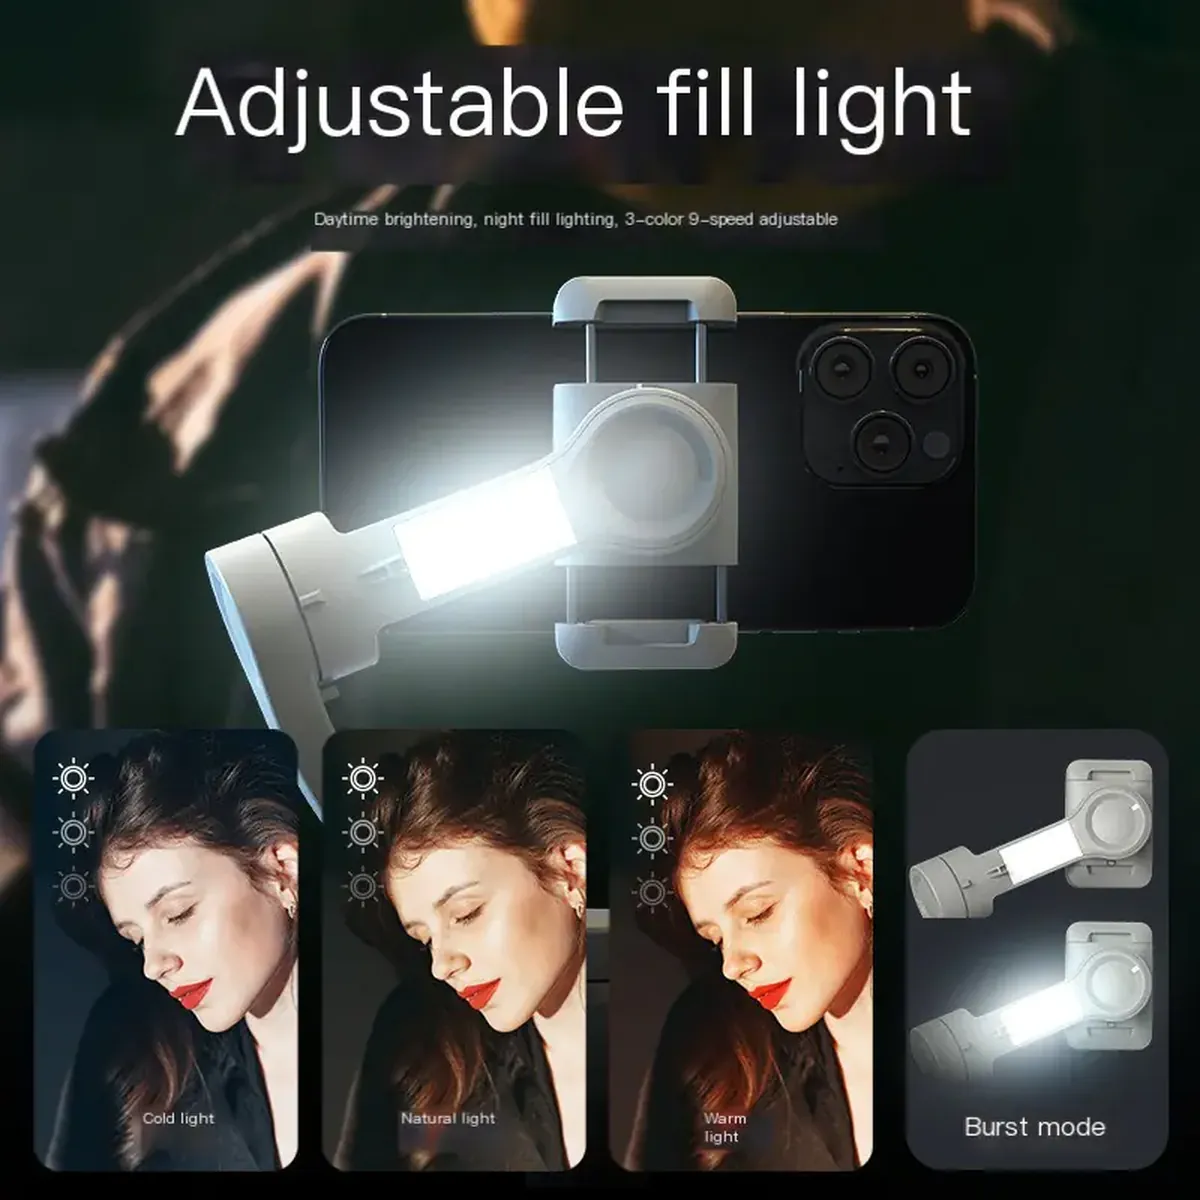 Adjustable fill light
Daytime brightening, night fill lighting, 3-color 9-speed adjustable
Cold light
Natural light
Warm
light
Burst mode